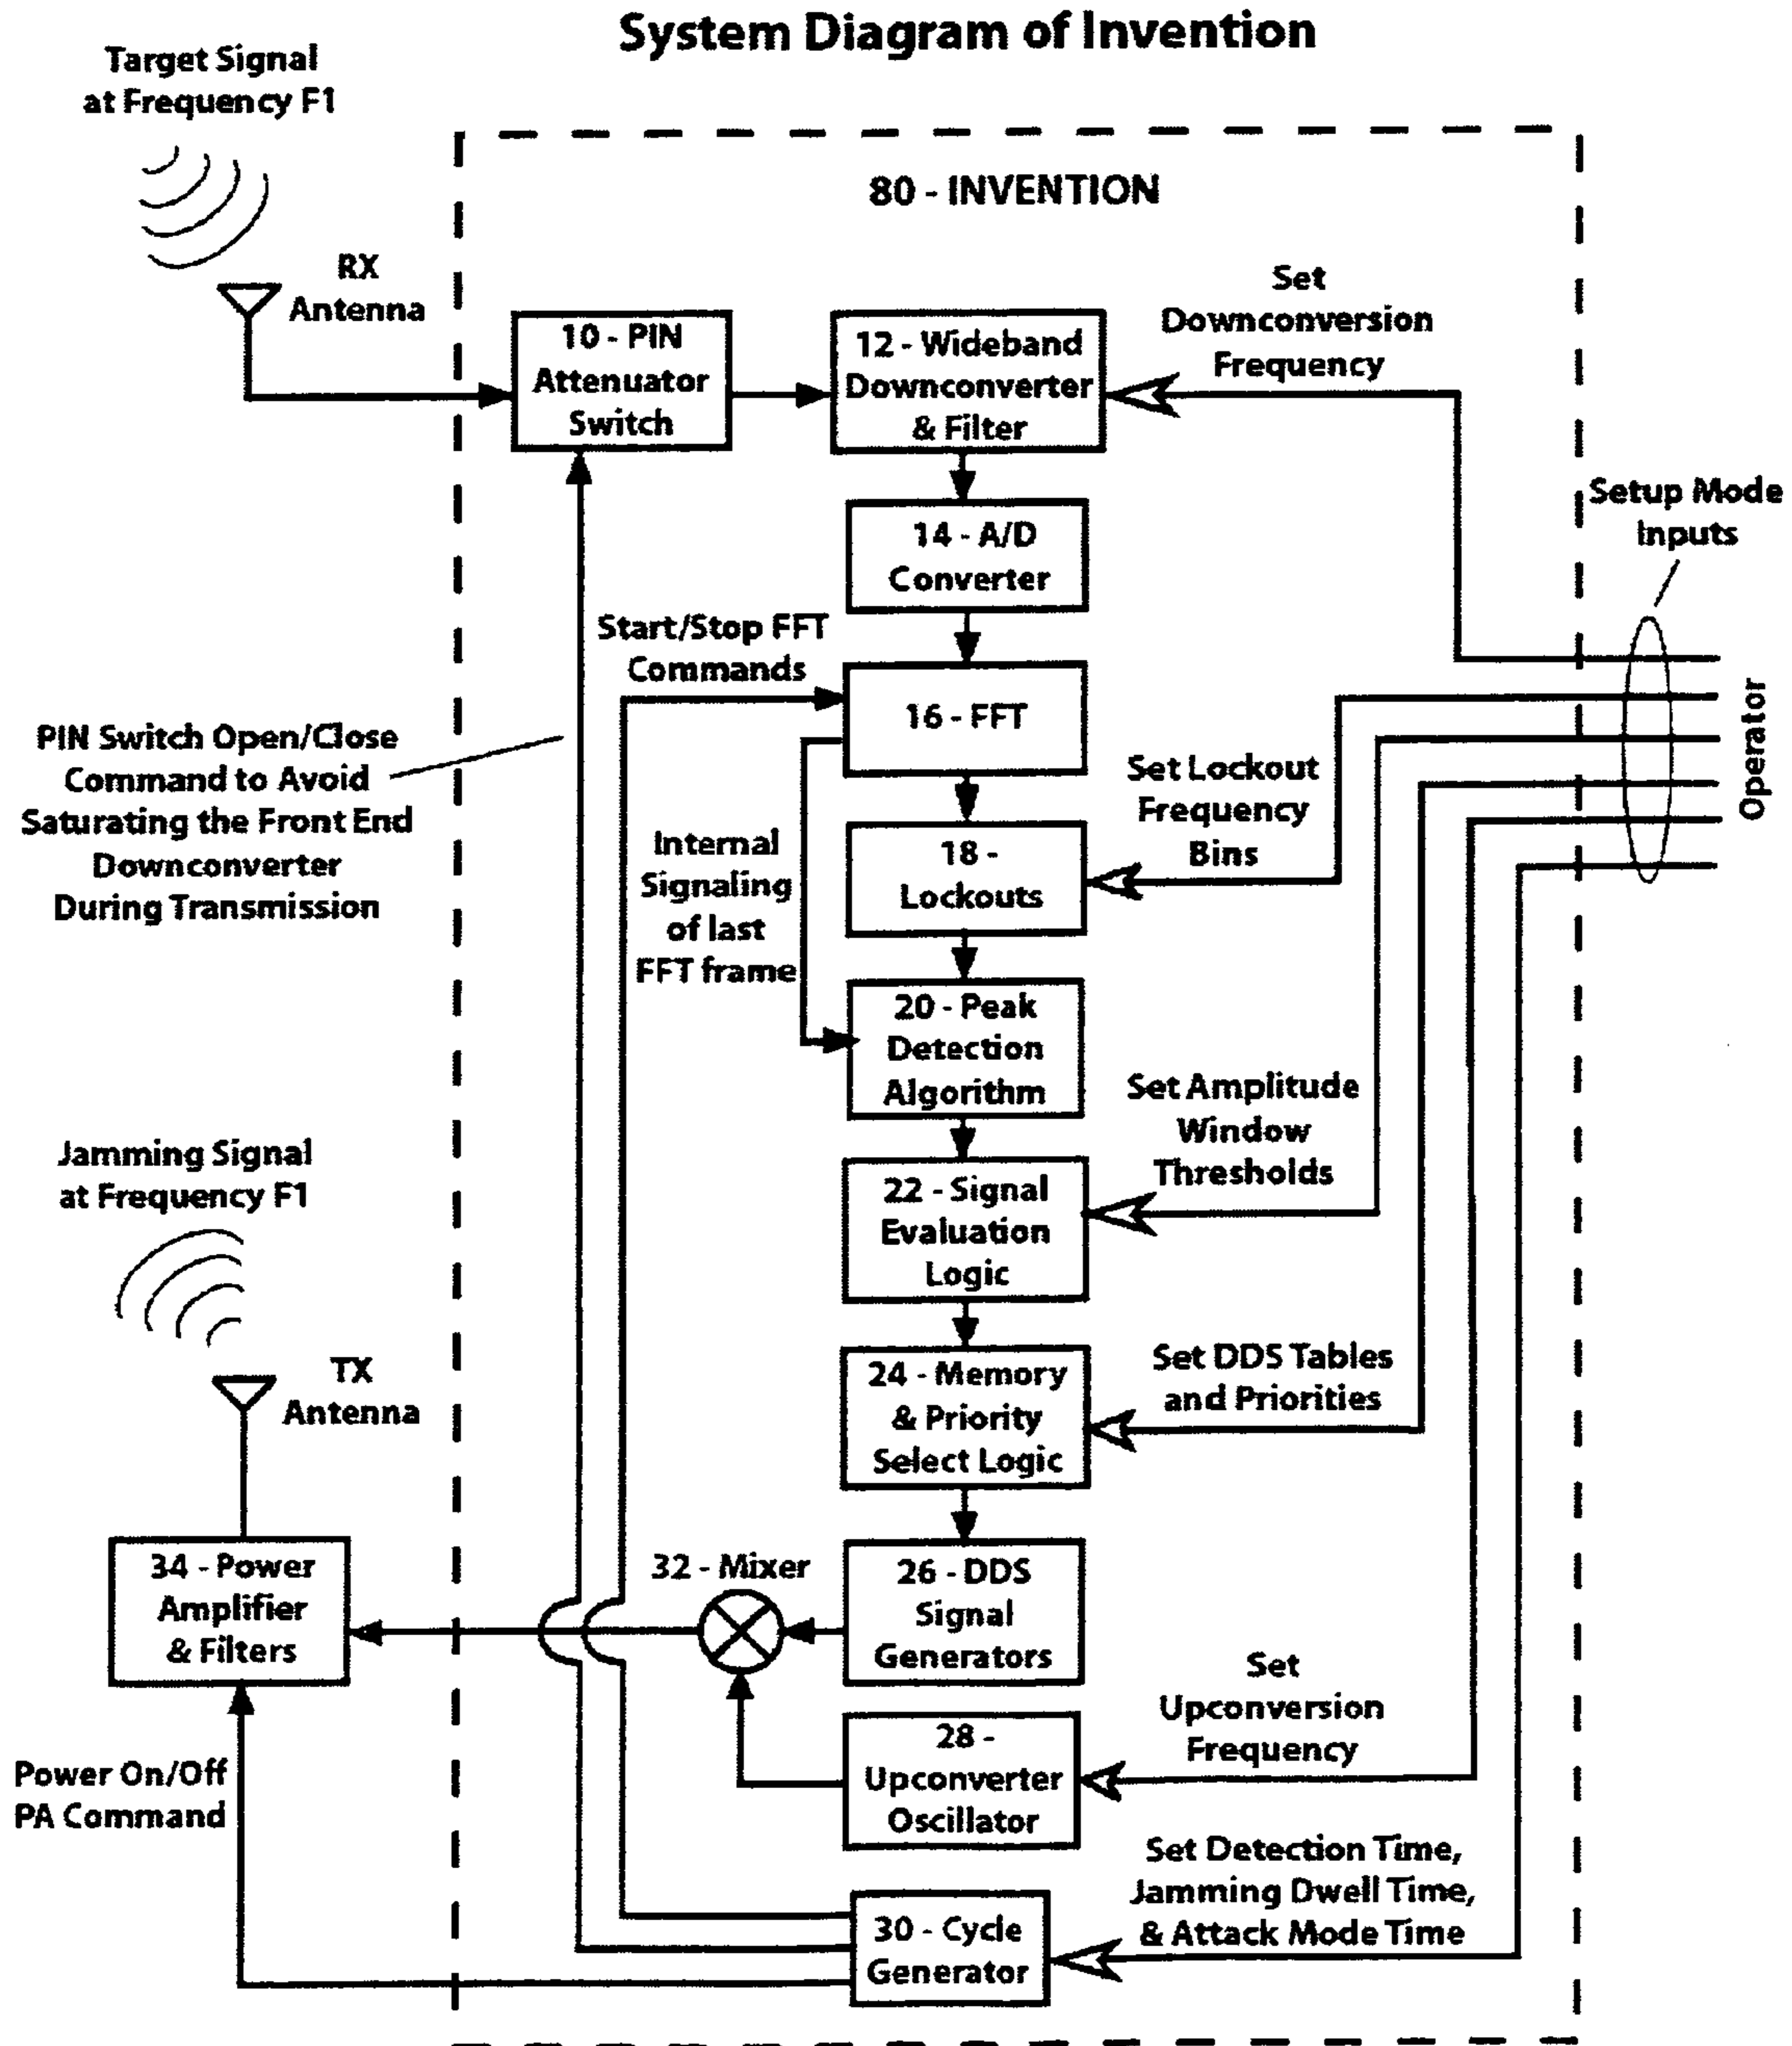 System Diagram of Invention
Target Signal
at Frequency F1
80 - INVENTION
RX
Antenna
10 - PIN
Attenuator
Switch
12 - Wideband
Downconverter
& Filter
Set
Downconversion
Frequency
Setup Mode
Inputs
14 - A/D
Converter
Start/Stop FFT
Commands
16 - FFT
Operator
PIN Switch Open/Close
Command to Avoid
Saturating the Front End
Downconverter
During Transmission
Set Lockout
Frequency
Bins
Internal
Signaling
of last
FFT frame
18 -
Lockouts
20 - Peak
Detection
Algorithm
Set Amplitude
Window
Thresholds
Jamming Signal
at Frequency F1
22 - Signal
Evaluation
Logic
TX
Antenna
24 - Memory
& Priority
Select Logic
Set DDS Tables
and Priorities
34 - Power
Amplifier
& Filters
32 - Mixer
26 - DDS
Signal
Generators
Set
Upconversion
Frequency
28 -
Upconverter
Oscillator
Power On/Off
PA Command
Set Detection Time,
Jamming Dwell Time,
& Attack Mode Time
30 - Cycle
Generator